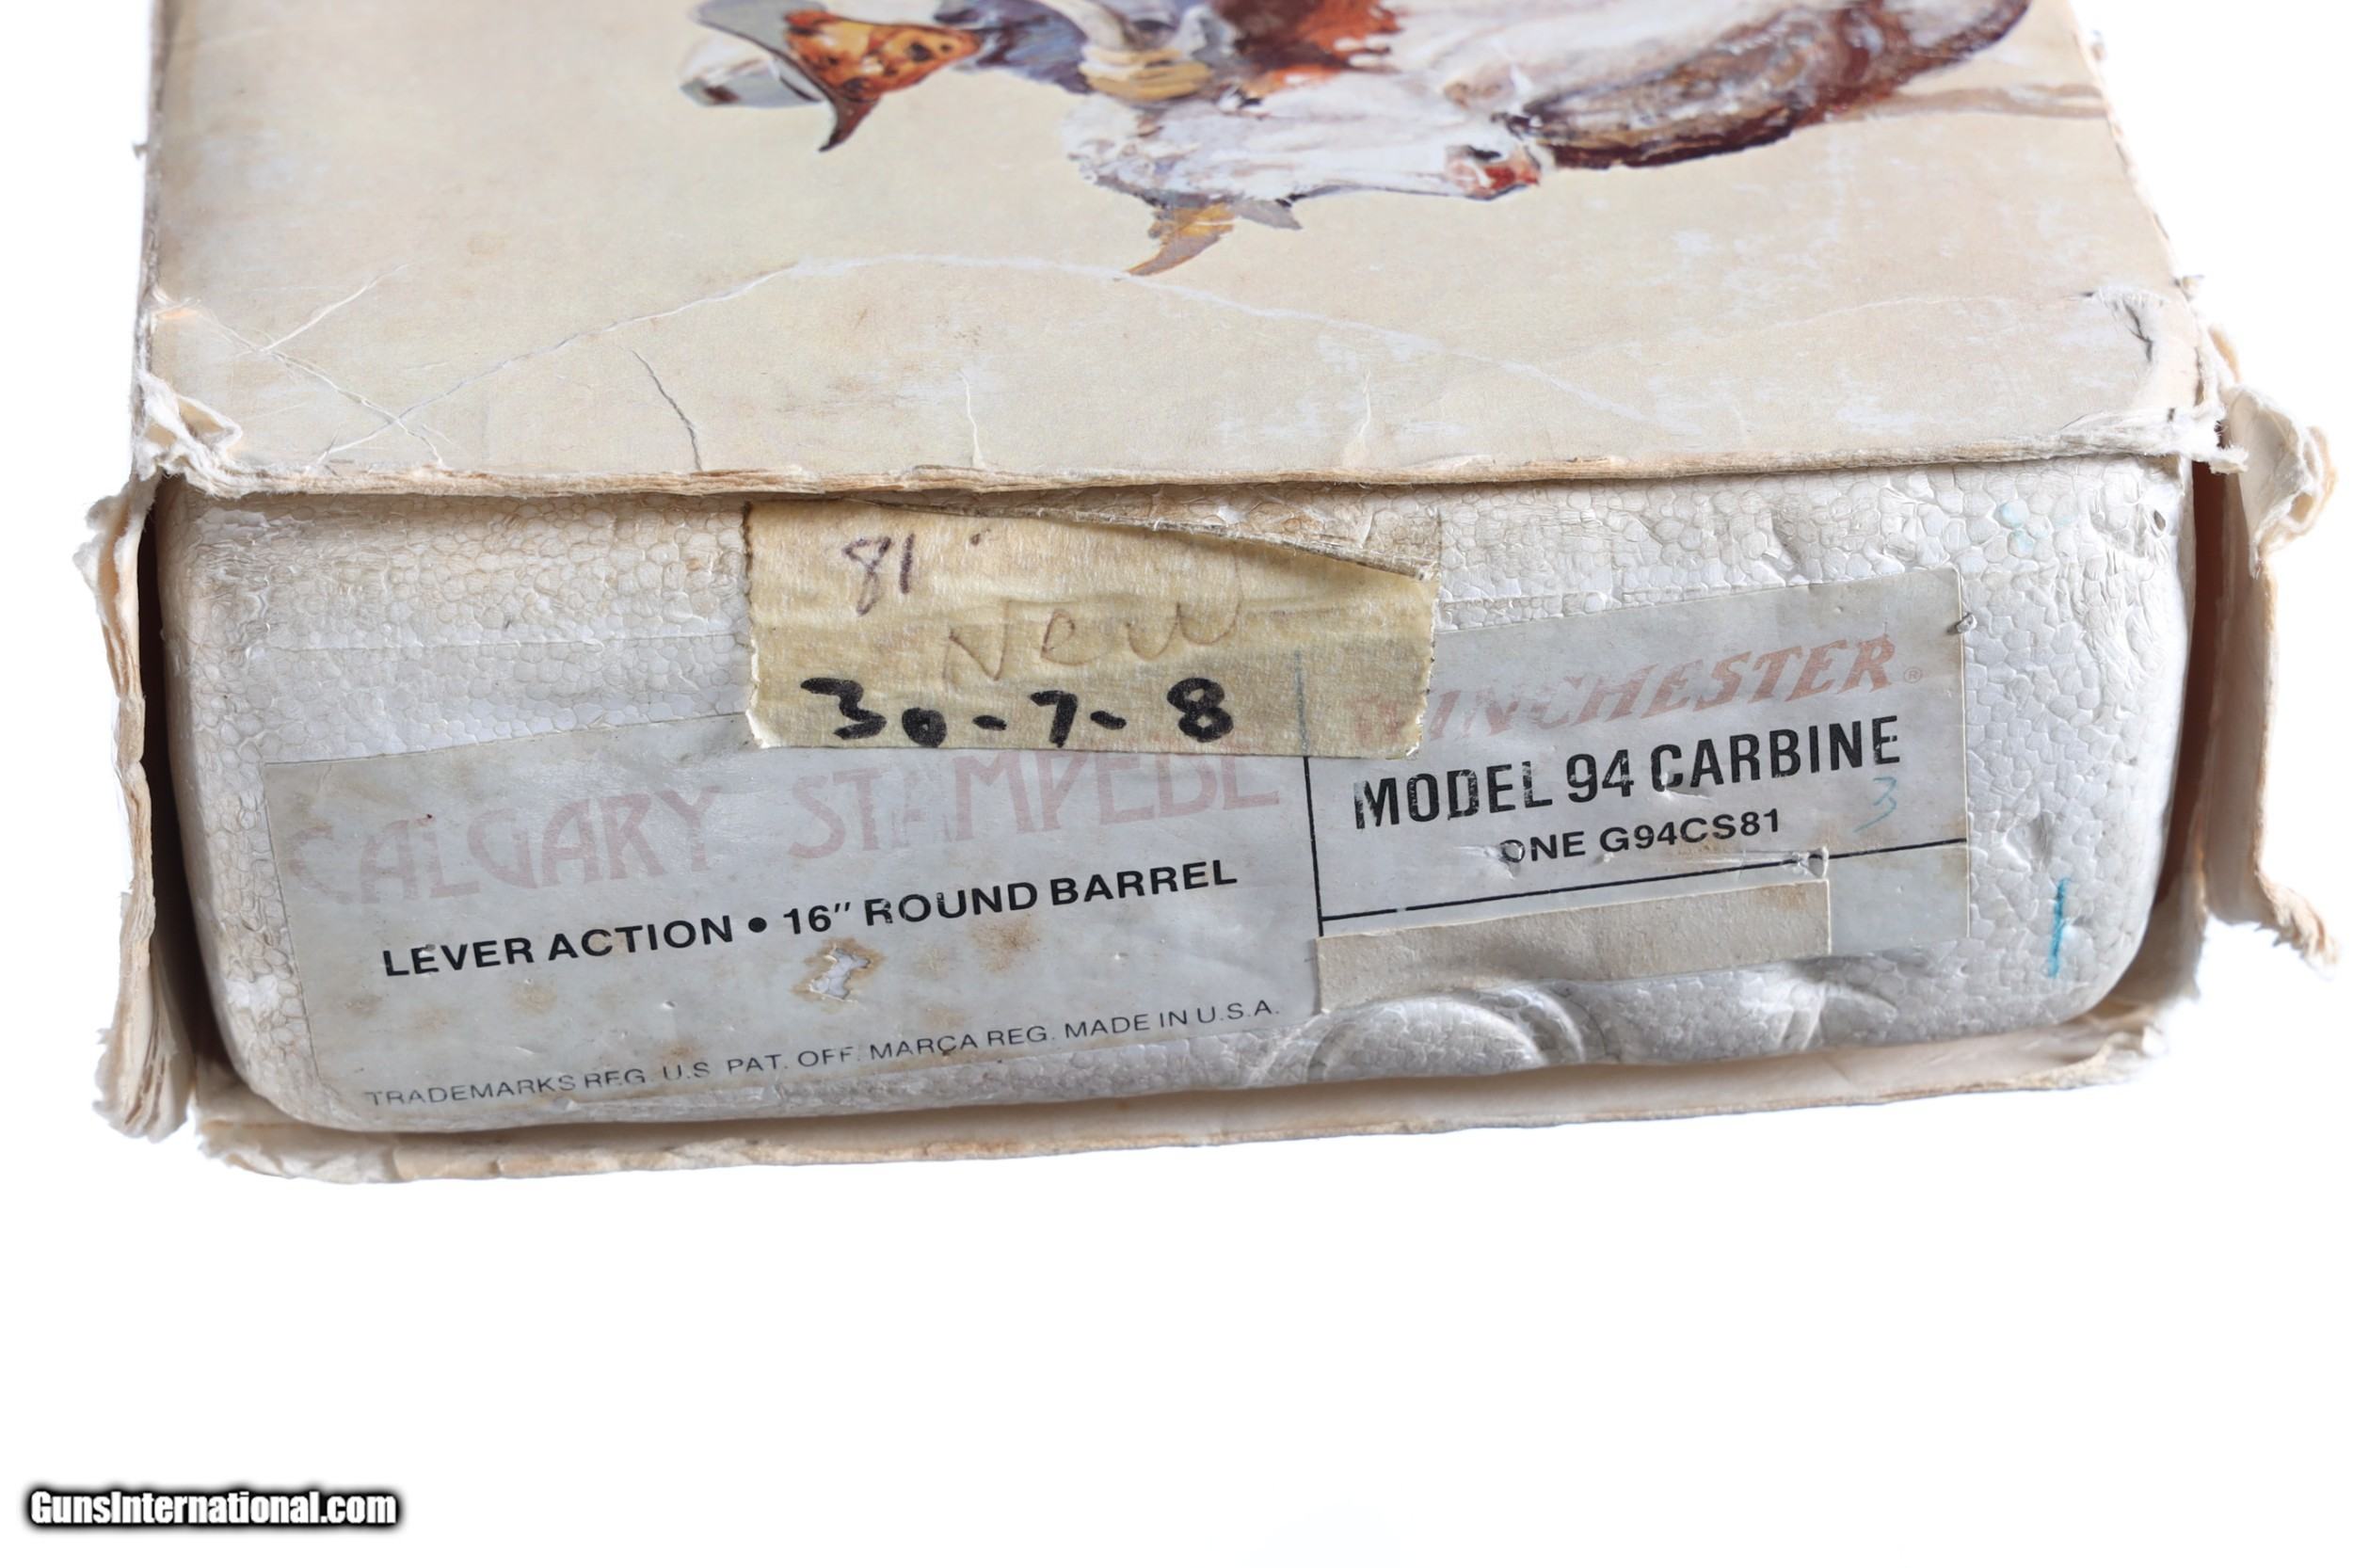 81
New
30-7-8
CALGARY STAMPEDE
LEVER ACTION • 16" ROUND BARREL
TRADEMARKS REG. U.S. PAT. OFF. MARCA REG. MADE IN U.S.A.
WINCHESTER®
MODEL 94 CARBINE
3
ONE G94CS81
GunsInternational.com